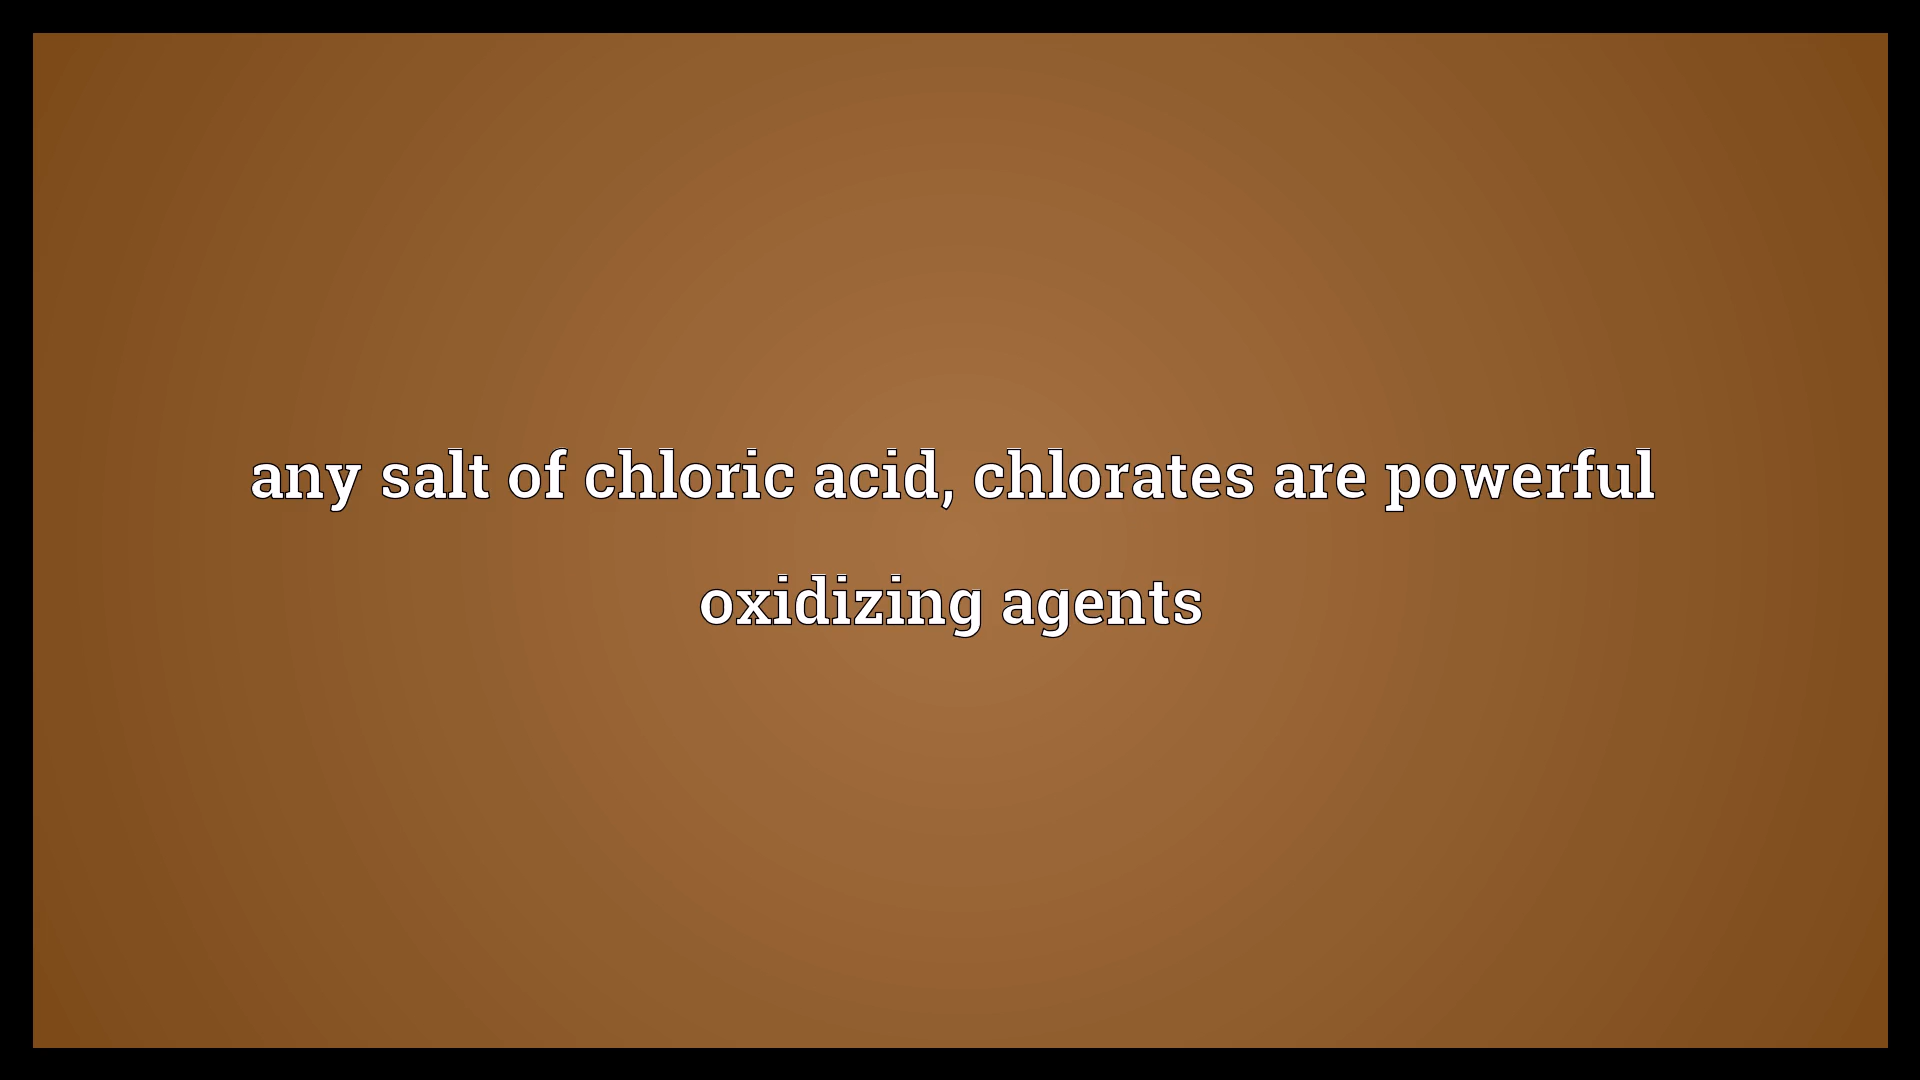 any salt of chloric acid, chlorates are powerful
oxidizing agents